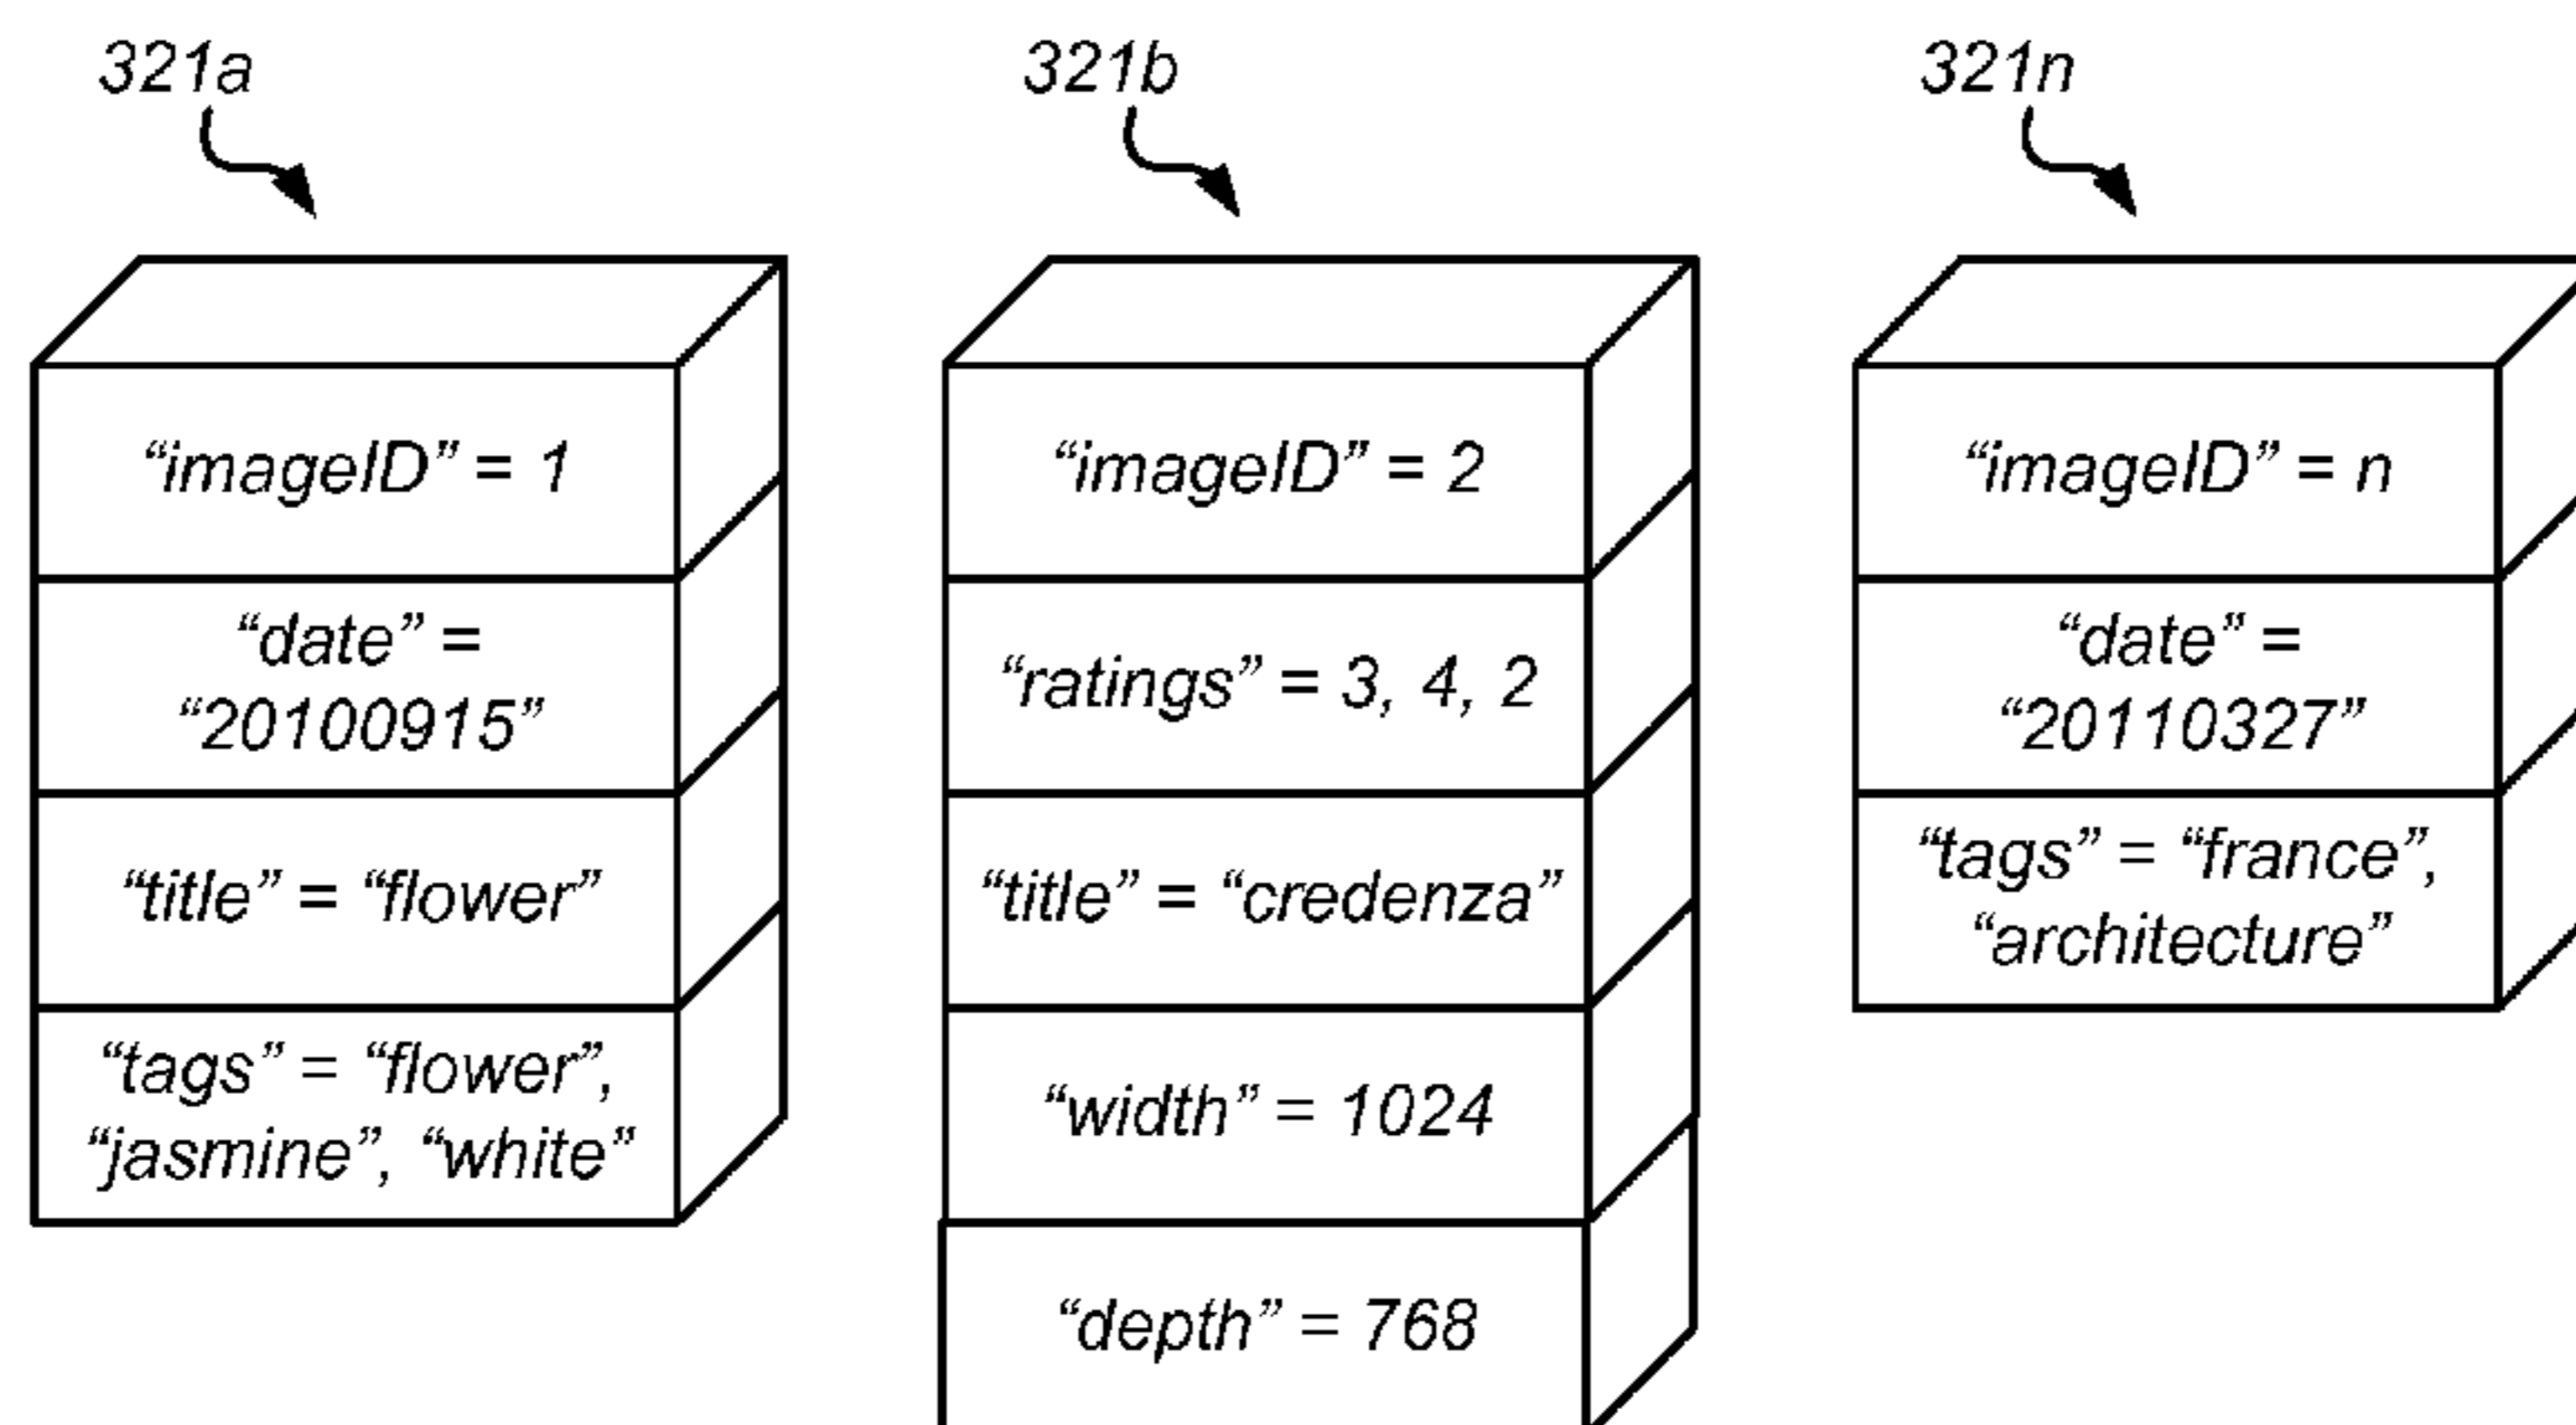 321a
“imageID” = 1
“date” =
“20100915”
“title” = “flower”
“tags” = “flower”,
“jasmine”, “white”
321b
“imageID” = 2
“ratings” = 3, 4, 2
“title” = “credenza”
“width” = 1024
“depth” = 768
321n
“imageID” = n
“date” =
“20110327”
“tags” = “france”,
“architecture”